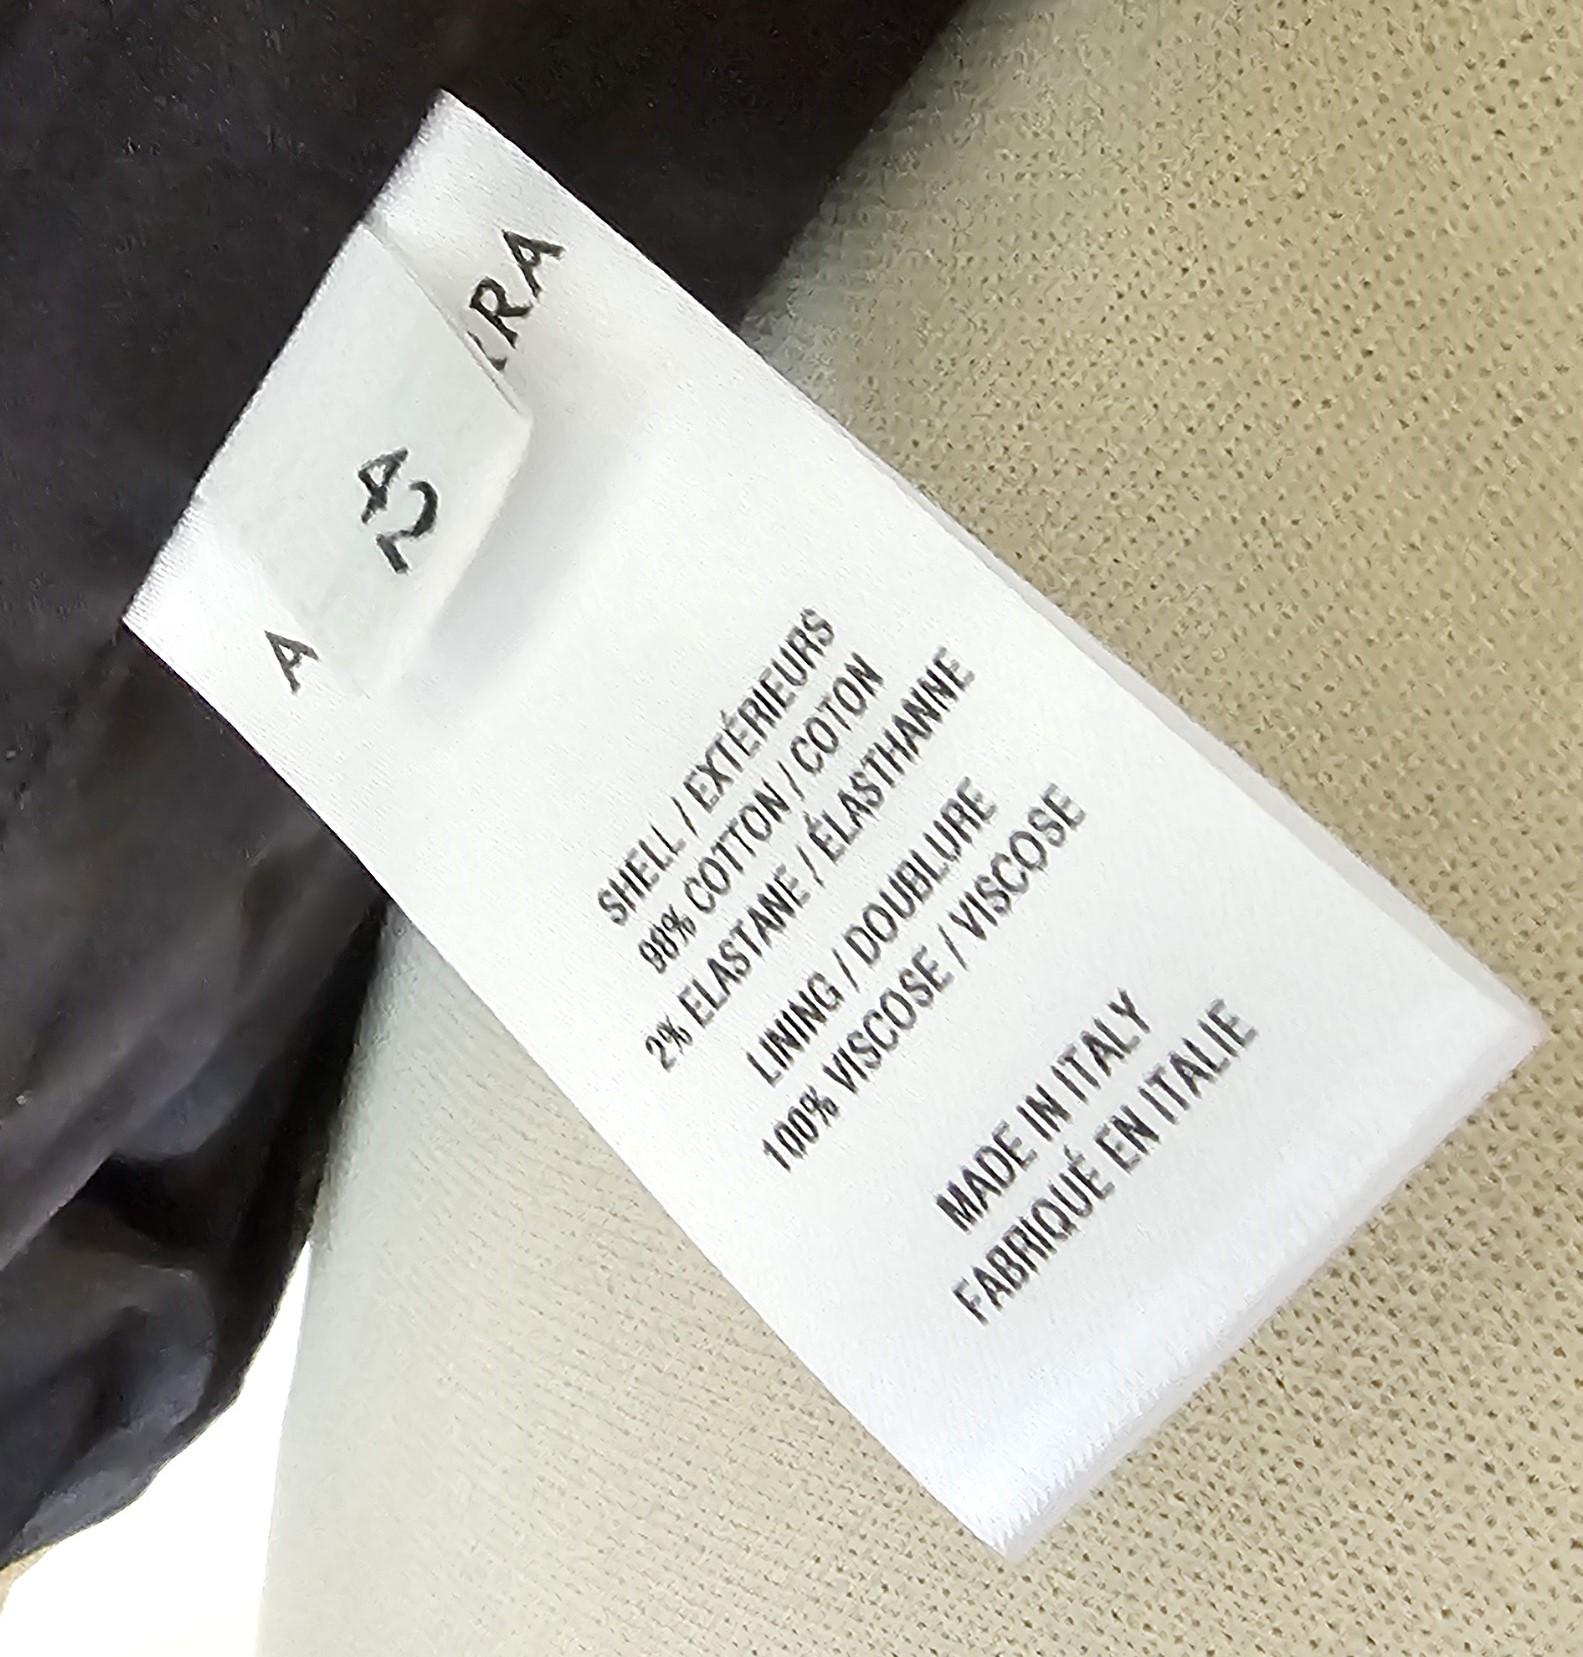 A
RA
42
SHELL / EXTÉRIEURS
98% COTTON / COTON
2% ELASTANE / ÉLASTHANNE
LINING / DOUBLURE
100% VISCOSE / VISCOSE
MADE IN ITALY
FABRIQUÉ EN ITALIE